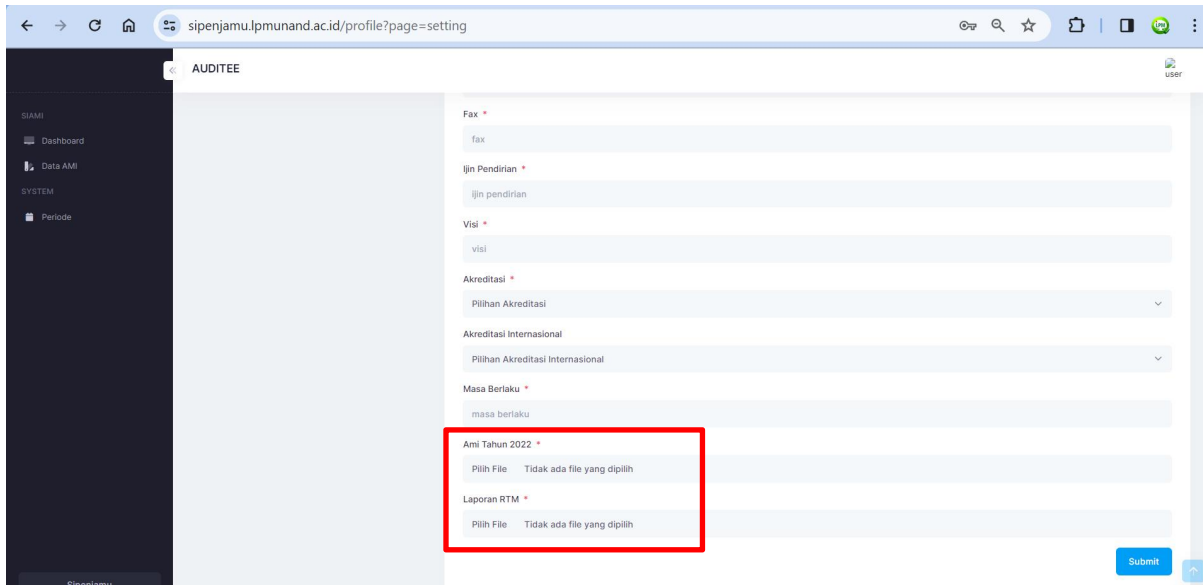 sipenjamu.lpmunand.ac.id/profile?page=setting
LPM
AUDITEE
user
SIAMI
Dashboard
Data AMI
SYSTEM
Periode
Sipenjamu
Fax *
fax
Ijin Pendirian *
ijin pendirian
Visi *
visi
Akreditasi *
Pilihan Akreditasi
Akreditasi Internasional
Pilihan Akreditasi Internasional
Masa Berlaku *
masa berlaku
Ami Tahun 2022 *
Pilih File Tidak ada file yang dipilih
Laporan RTM *
Pilih File Tidak ada file yang dipilih
Submit